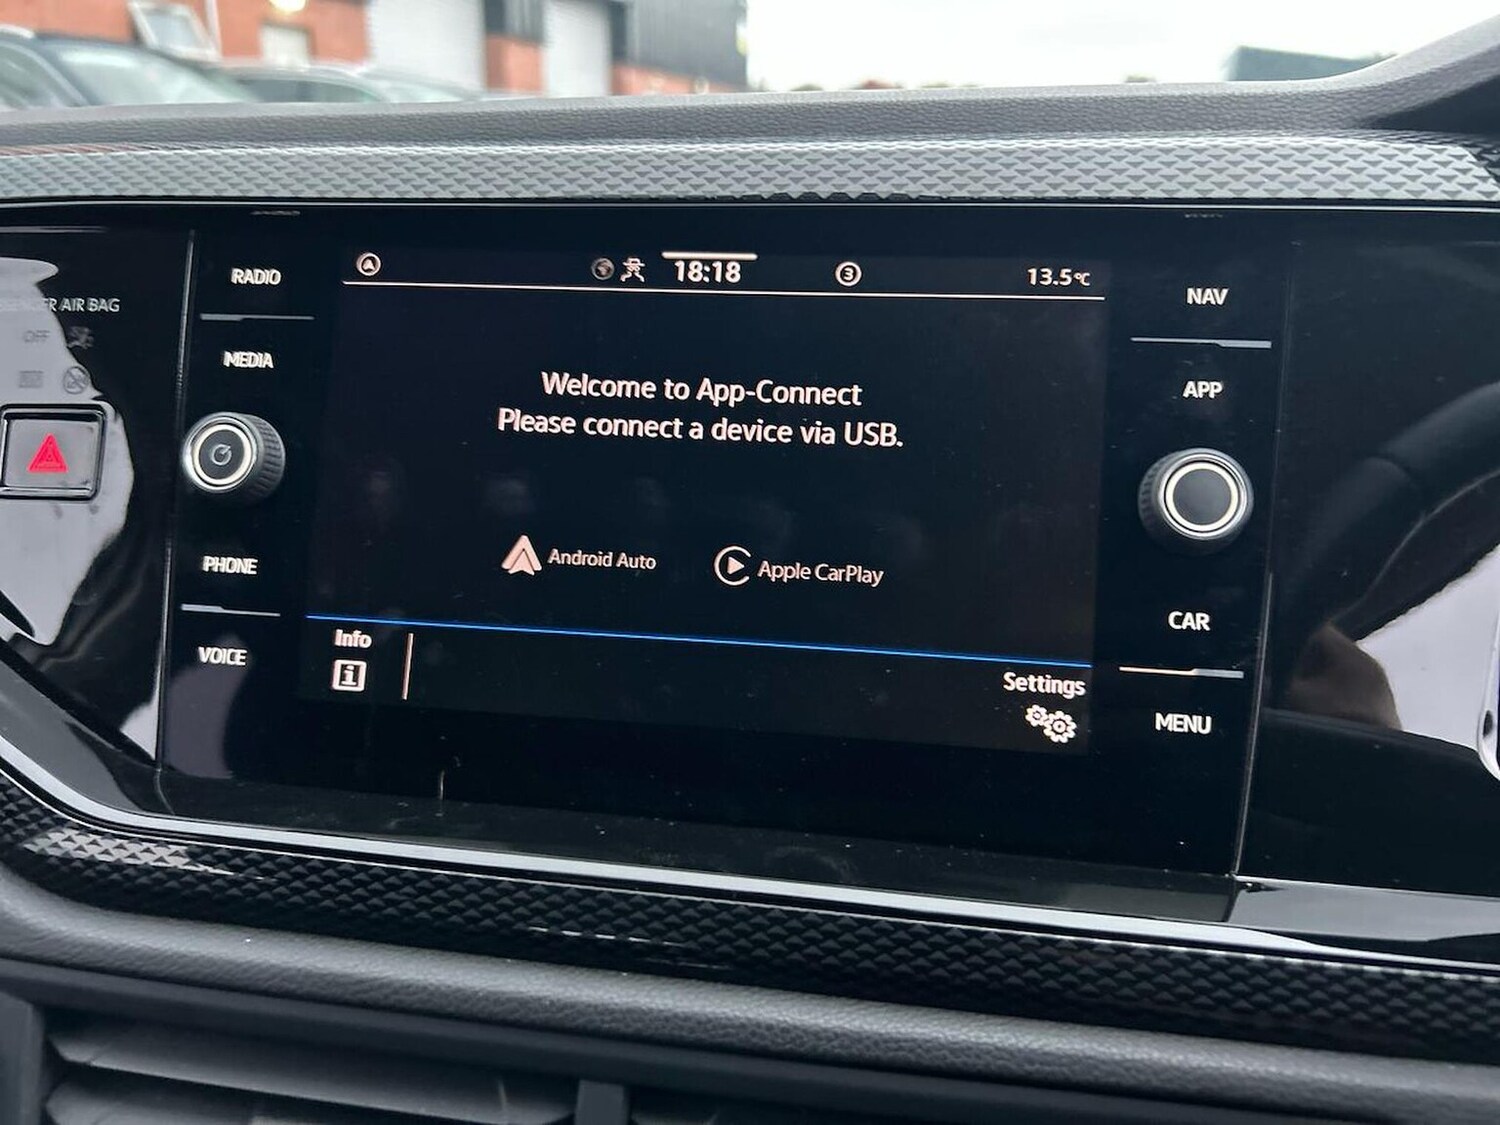 RADIO
MEDIA
PHONE
VOICE
AIR BAG
OFF
18:18
3
13.5°C
Welcome to App-Connect
Please connect a device via USB.
Android Auto
Apple CarPlay
Info
i
Settings
NAV
APP
CAR
MENU